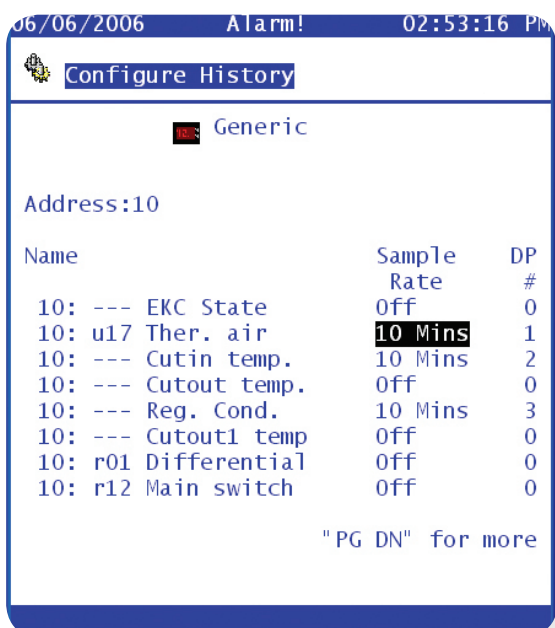 06/06/2006 Alarm! 02:53:16 PM
Configure History
Generic
Address:10
Name Sample DP
Rate #
10: --- EKC State Off 0
10: u17 Ther. air 10 Mins 1
10: --- Cutin temp. 10 Mins 2
10: --- Cutout temp. Off 0
10: --- Reg. Cond. 10 Mins 3
10: --- Cutout1 temp Off 0
10: r01 Differential Off 0
10: r12 Main switch Off 0
"PG DN" for more